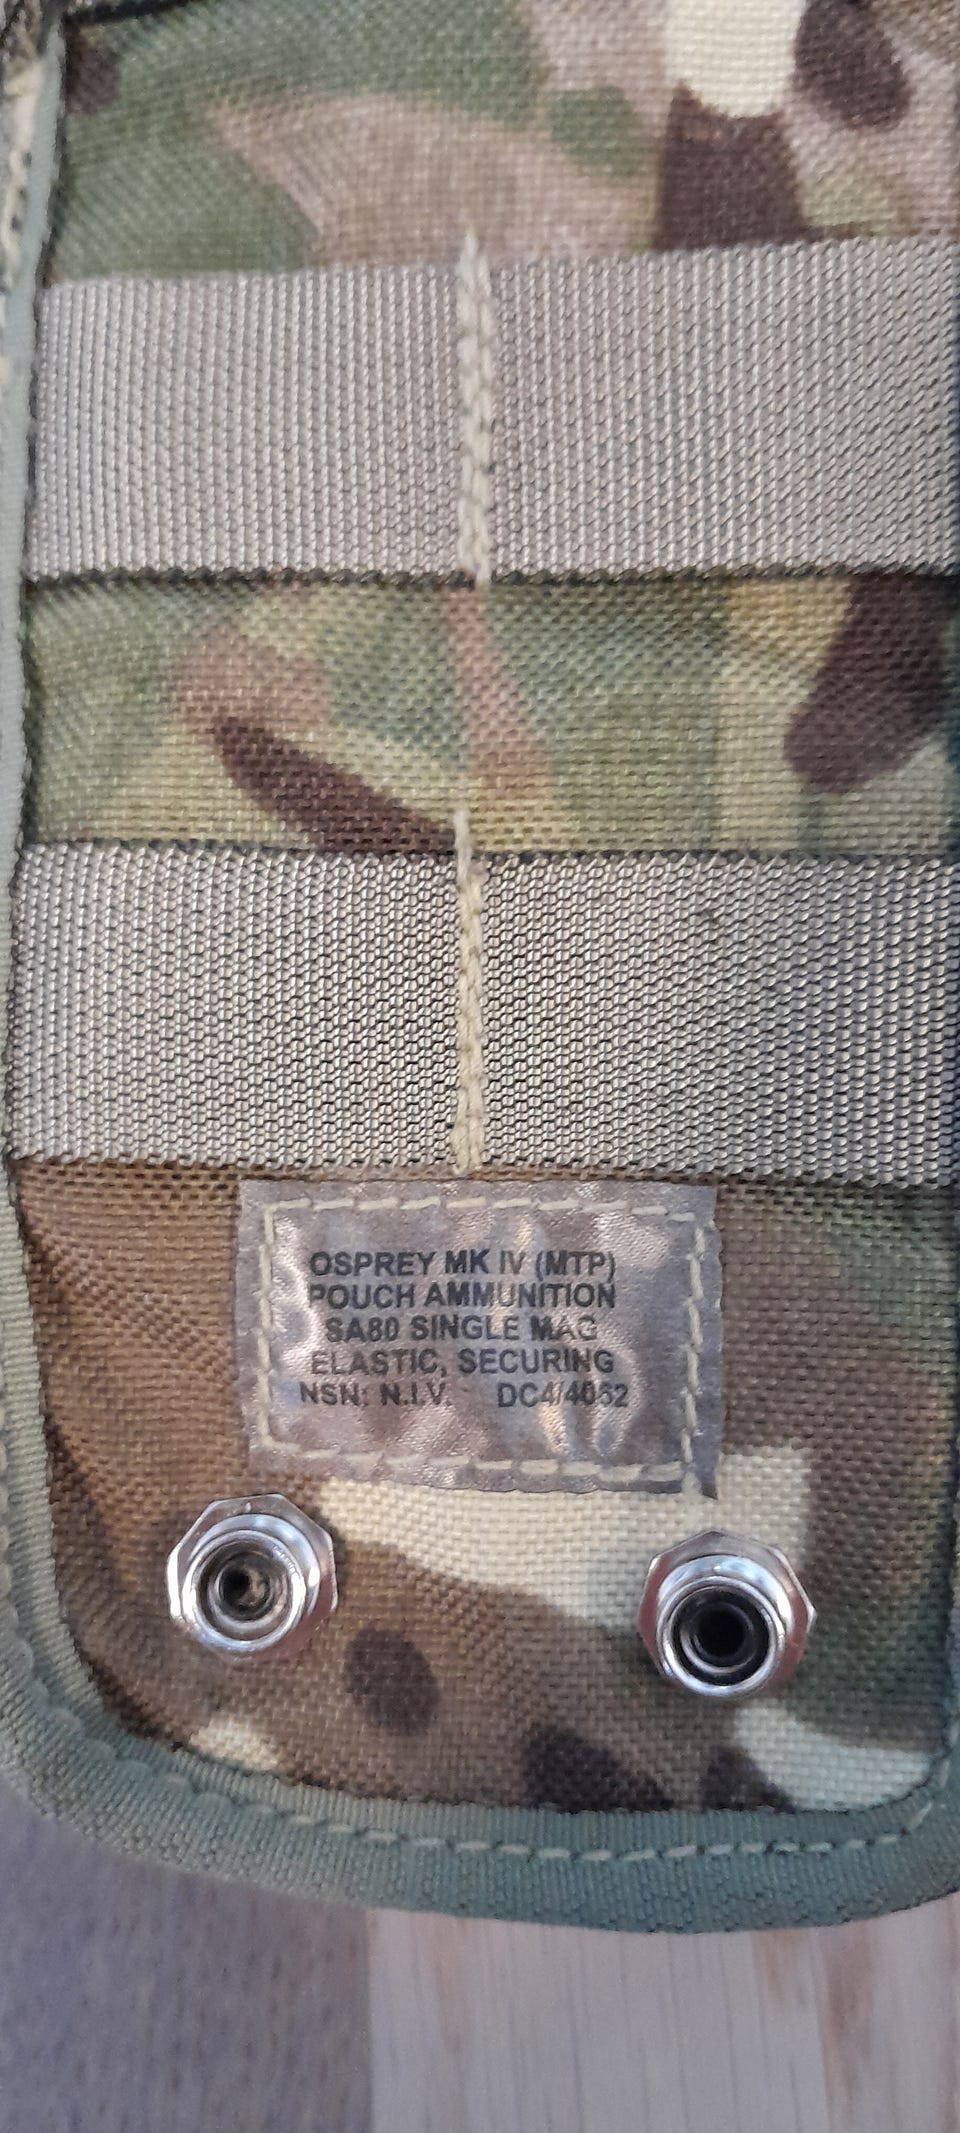 OSPREY MK IV (MTP)
POUCH AMMUNITION
SA80 SINGLE MAG
ELASTIC, SECURING
NSN: N.I.V. DC4/4052